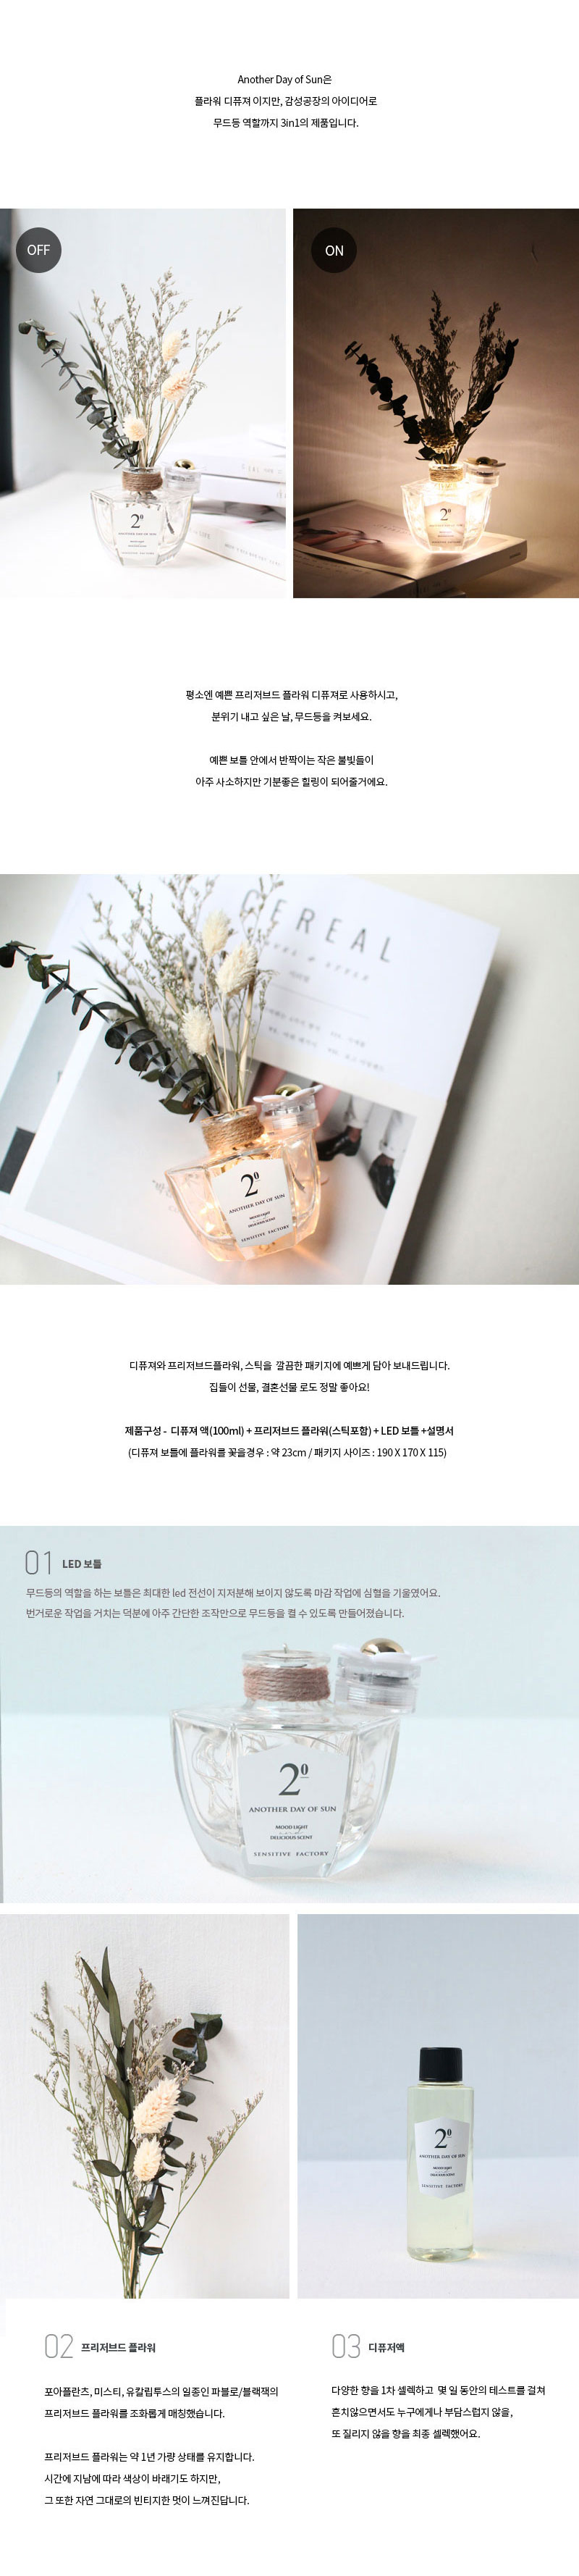 Another Day of Sun은
플라워 디퓨져 이지만, 감성공장의 아이디어로
무드등 역할까지 3in1의 제품입니다.
OFF
ON
2⁰
ANOTHER DAY OF SUN
2⁰
평소엔 예쁜 프리저브드 플라워 디퓨져로 사용하시고,
분위기 내고 싶은 날, 무드등을 켜보세요.
예쁜 보틀 안에서 반짝이는 작은 불빛들이
아주 사소하지만 기분좋은 힐링이 되어줄거에요.
CEREAL
2⁰
ANOTHER DAY OF SUN
MOOD LIGHT
DELICIOUS SCENT
SENSITIVE FACTORY
디퓨져와 프리저브드플라워, 스틱을 깔끔한 패키지에 예쁘게 담아 보내드립니다.
집들이 선물, 결혼선물 로도 정말 좋아요!
제품구성 - 디퓨져 액(100ml) + 프리저브드 플라워(스틱포함) + LED 보틀 +설명서
(디퓨져 보틀에 플라워를 꽂을경우 : 약 23cm / 패키지 사이즈 : 190 X 170 X 115)
01 LED 보틀
무드등의 역할을 하는 보틀은 최대한 led 전선이 지저분해 보이지 않도록 마감 작업에 심혈을 기울였어요.
번거로운 작업을 거치는 덕분에 아주 간단한 조작만으로 무드등을 켤 수 있도록 만들어졌습니다.
2⁰
ANOTHER DAY OF SUN
MOOD LIGHT
and
DELICIOUS SCENT
SENSITIVE FACTORY
2⁰
ANOTHER DAY OF SUN
MOOD LIGHT
DELICIOUS SCENT
SENSITIVE FACTORY
02 프리저브드 플라워
포아플란츠, 미스티, 유칼립투스의 일종인 파블로/블랙잭의
프리저브드 플라워를 조화롭게 매칭했습니다.
프리저브드 플라워는 약 1년 가량 상태를 유지합니다.
시간에 지남에 따라 색상이 바래기도 하지만,
그 또한 자연 그대로의 빈티지한 멋이 느껴진답니다.
03 디퓨저액
다양한 향을 1차 셀렉하고 몇 일 동안의 테스트를 걸쳐
흔치않으면서도 누구에게나 부담스럽지 않을,
또 질리지 않을 향을 최종 셀렉했어요.